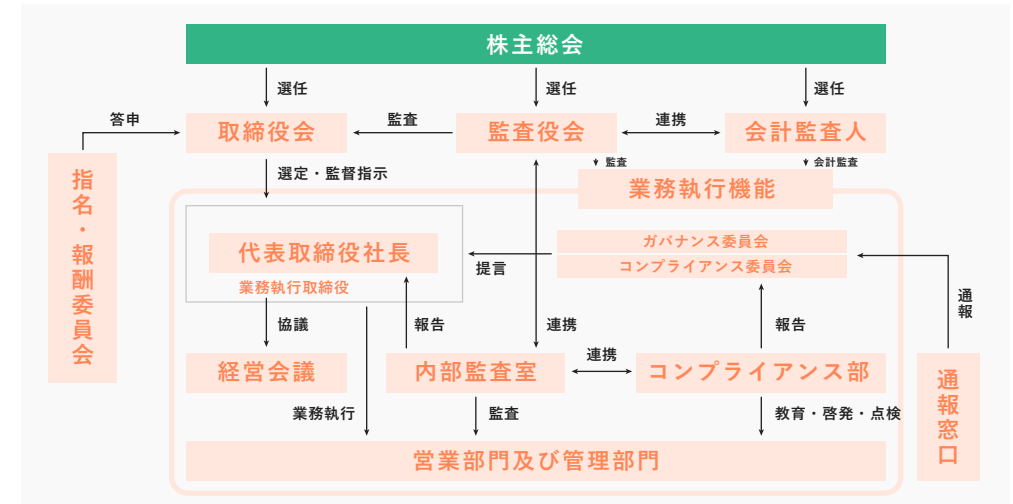 株主総会
選任
選任
選任
答申
取締役会
監査
監査役会
連携
会計監査人
指名・報酬委員会
選定・監督指示
監査
会計監査
業務執行機能
代表取締役社長
業務執行取締役
提言
ガバナンス委員会
コンプライアンス委員会
通報
協議
報告
連携
報告
経営会議
内部監査室
連携
コンプライアンス部
通報窓口
業務執行
監査
教育・啓発・点検
営業部門及び管理部門